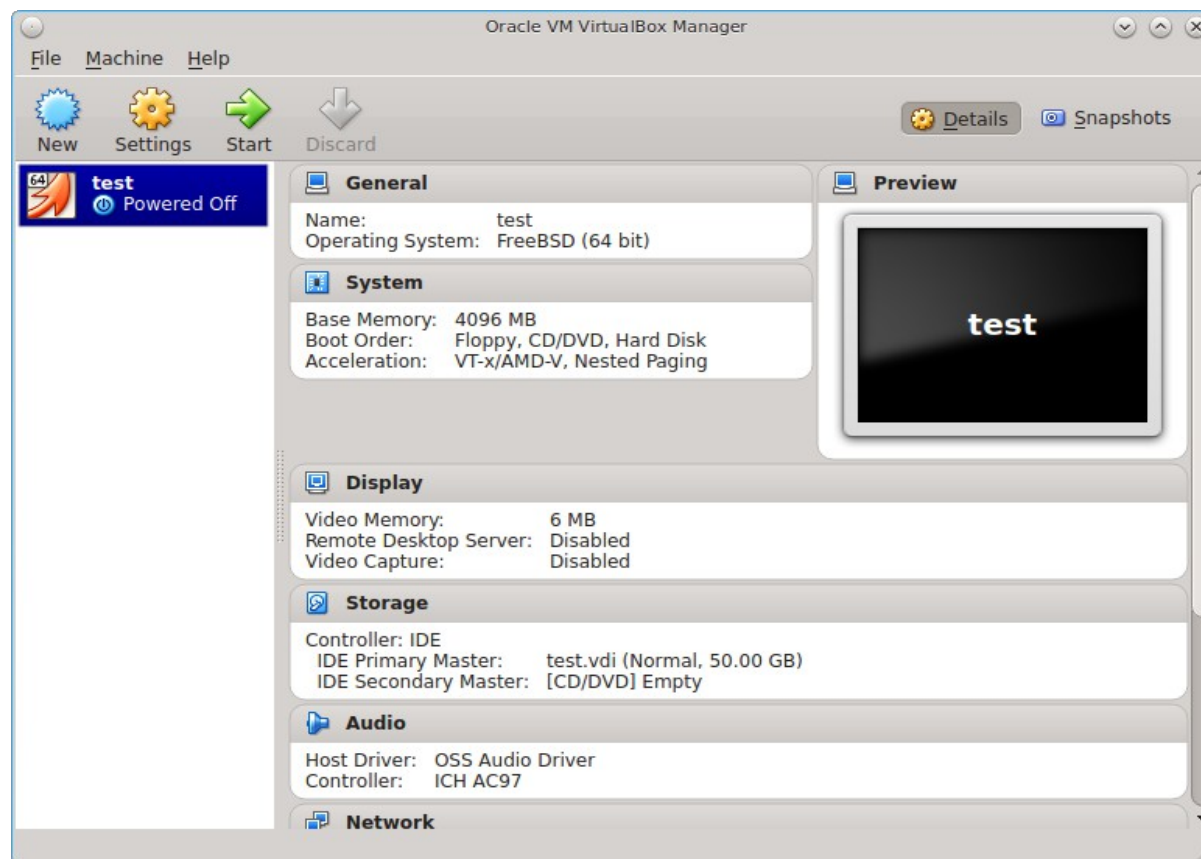 Oracle VM VirtualBox Manager
File Machine Help
New Settings Start Discard
Details Snapshots
64
test
Powered Off
General
Name: test
Operating System: FreeBSD (64 bit)
System
Base Memory: 4096 MB
Boot Order: Floppy, CD/DVD, Hard Disk
Acceleration: VT-x/AMD-V, Nested Paging
Preview
test
Display
Video Memory: 6 MB
Remote Desktop Server: Disabled
Video Capture: Disabled
Storage
Controller: IDE
IDE Primary Master: test.vdi (Normal, 50.00 GB)
IDE Secondary Master: [CD/DVD] Empty
Audio
Host Driver: OSS Audio Driver
Controller: ICH AC97
Network